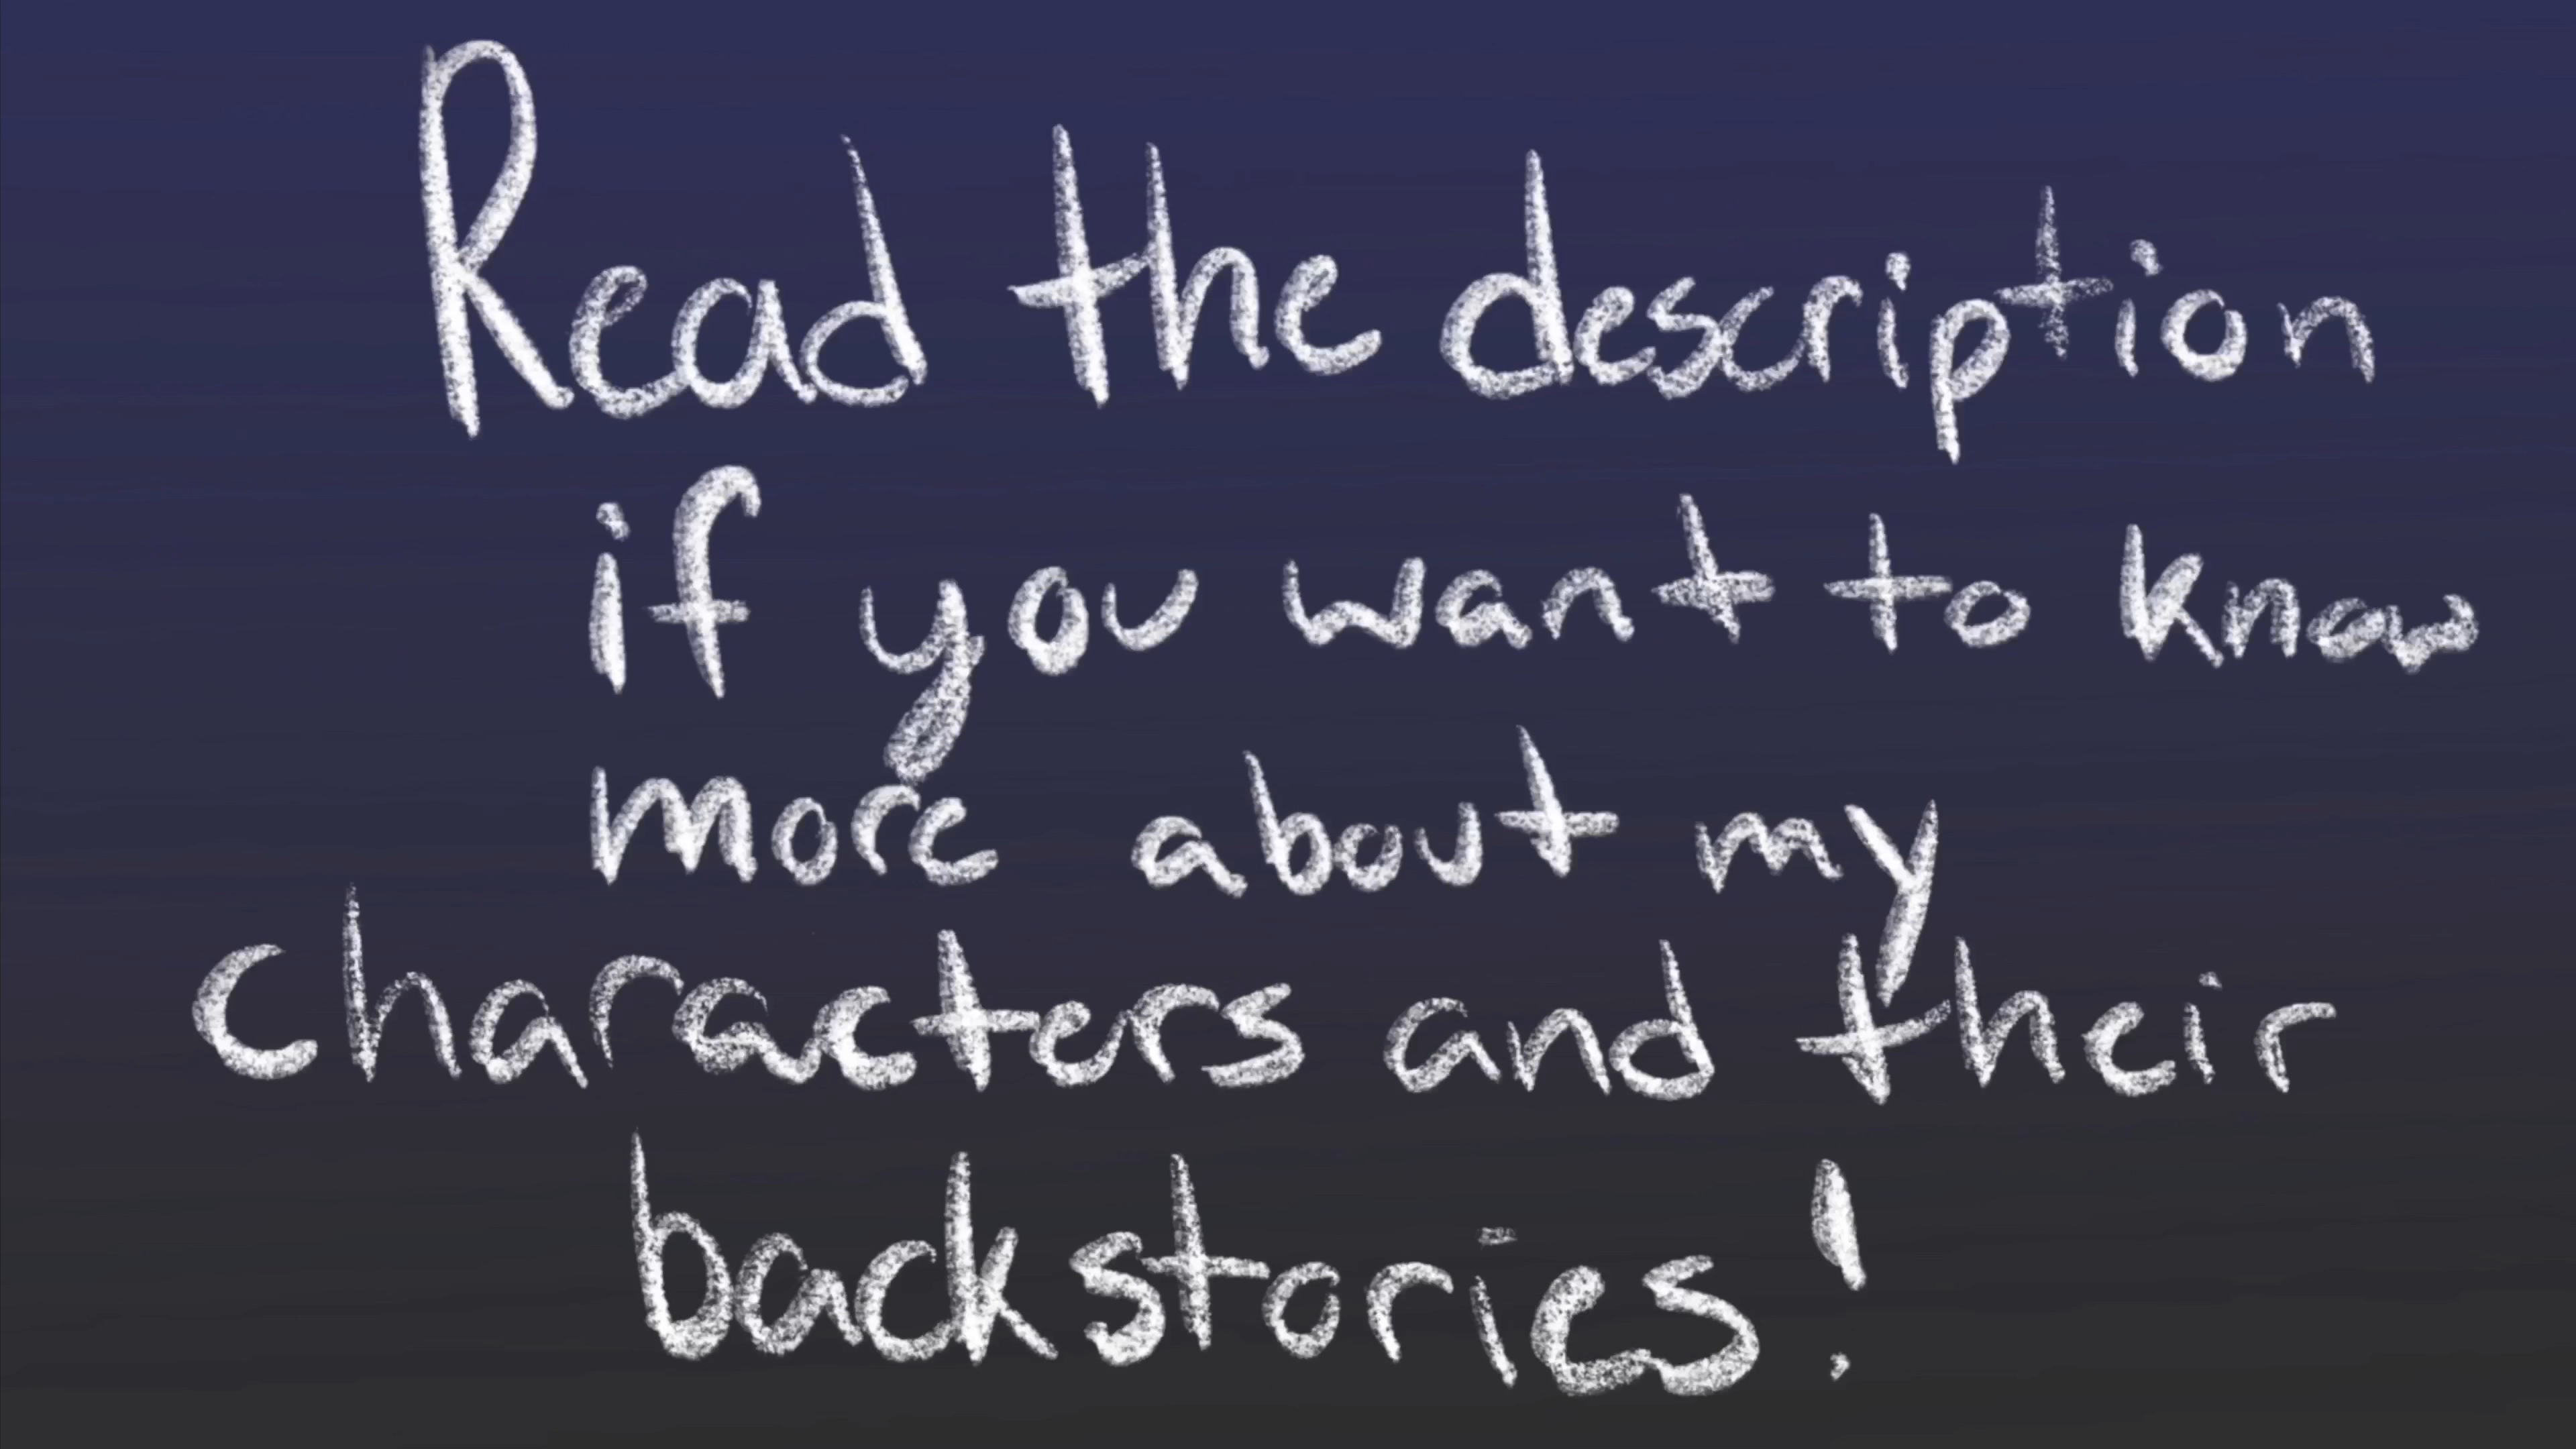 Read the description
if you want to know
more about my
characters and their
backstories!